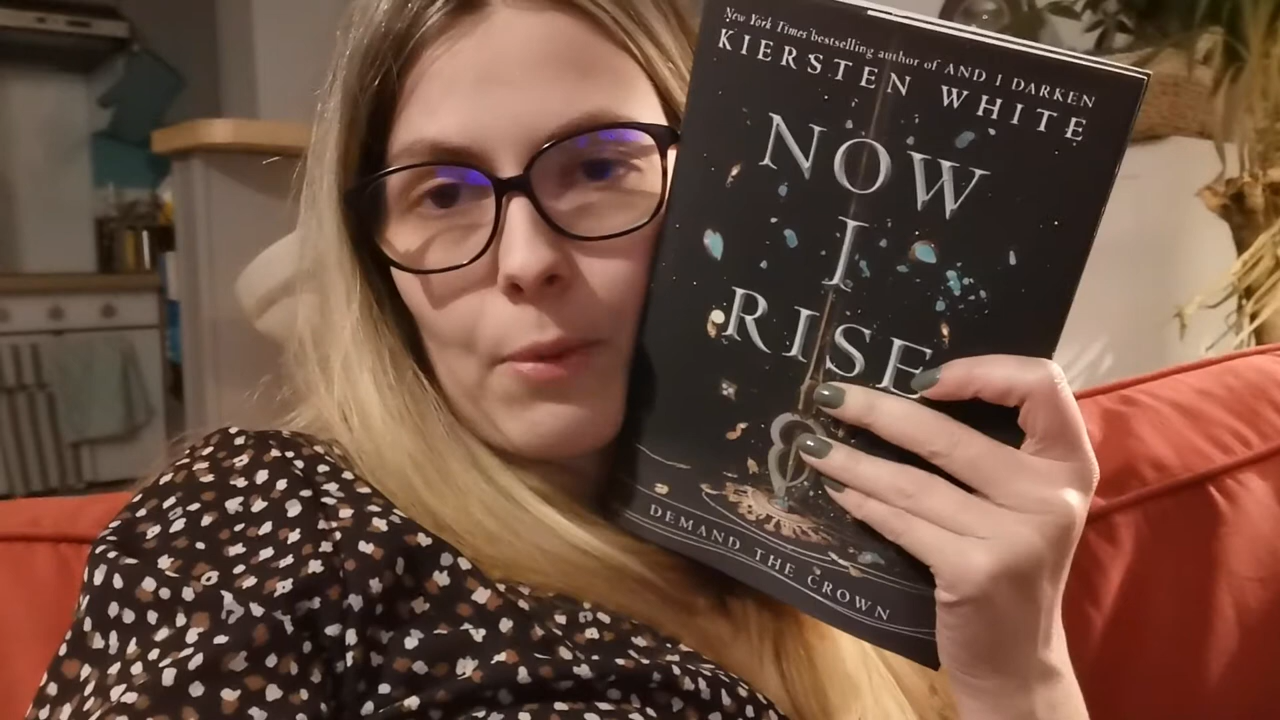 New York Times bestselling author of AND I DARKEN
KIERSTEN WHITE
NOW
I
RISE
DEMAND THE CROWN